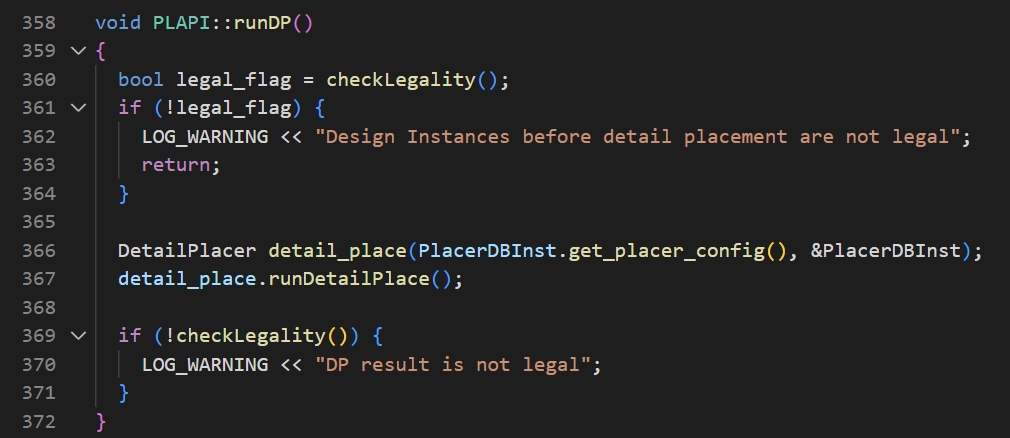 358 void PLAPI::runDP()
359 {
360 bool legal_flag = checkLegality();
361 if (!legal_flag) {
362 LOG_WARNING << "Design Instances before detail placement are not legal";
363 return;
364 }
365
366 DetailPlacer detail_place(PlacerDBInst.get_placer_config(), &PlacerDBInst);
367 detail_place.runDetailPlace();
368
369 if (!checkLegality()) {
370 LOG_WARNING << "DP result is not legal";
371 }
372 }